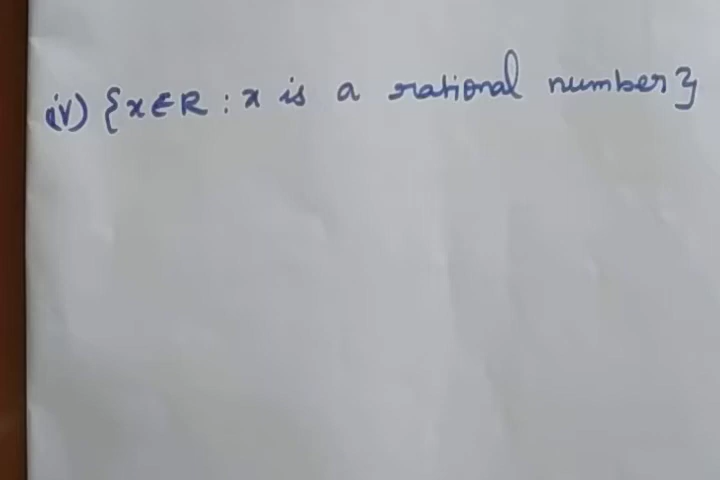 iv) {x∈R : x is a rational number}